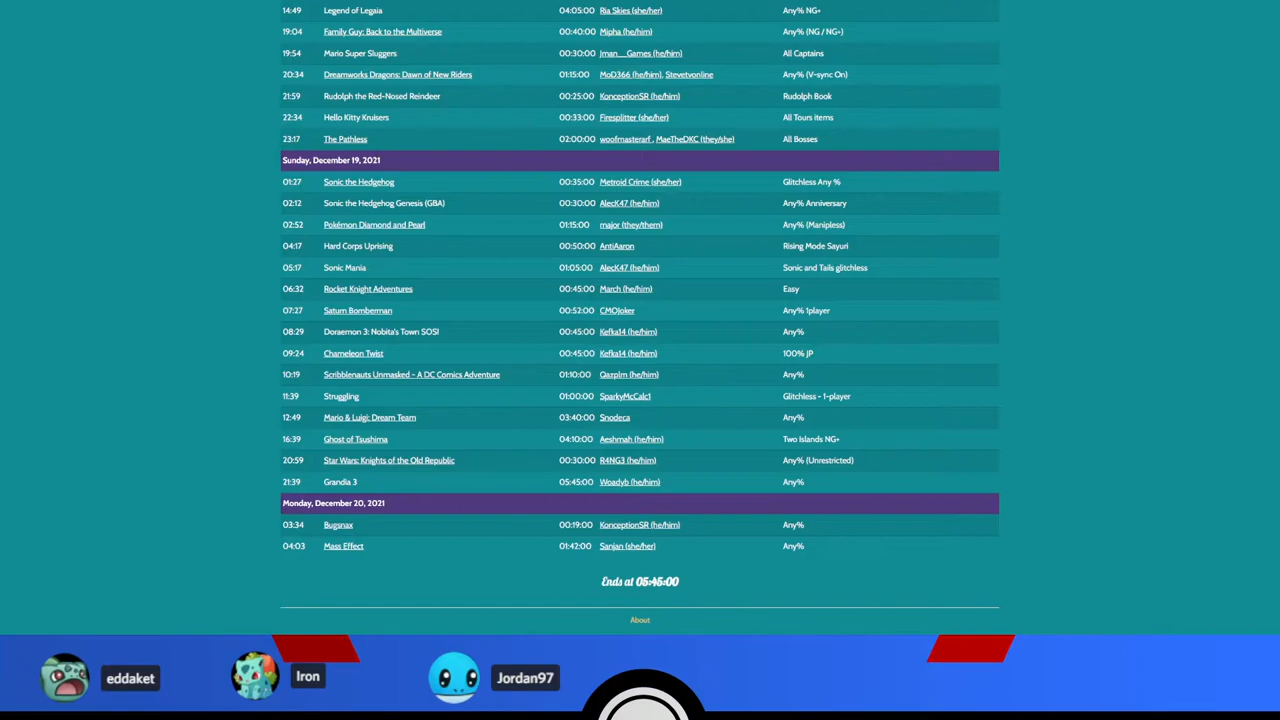 14:49 Legend of Legaia 04:05:00 Ria Skies (she/her) Any% NG+
19:04 Family Guy: Back to the Multiverse 00:40:00 Mipha (he/him) Any% (NG / NG+)
19:54 Mario Super Sluggers 00:30:00 Jman__Games (he/him) All Captains
20:34 Dreamworks Dragons: Dawn of New Riders 01:15:00 MoD366 (he/him), Stevetvonline Any% (V-sync On)
21:59 Rudolph the Red-Nosed Reindeer 00:25:00 KonceptionSR (he/him) Rudolph Book
22:34 Hello Kitty Kruisers 00:33:00 Firesplitter (she/her) All Tours items
23:17 The Pathless 02:00:00 woofmasterarf , MaeTheDKC (they/she) All Bosses
Sunday, December 19, 2021
01:27 Sonic the Hedgehog 00:35:00 Metroid Crime (she/her) Glitchless Any %
02:12 Sonic the Hedgehog Genesis (GBA) 00:30:00 AlecK47 (he/him) Any% Anniversary
02:52 Pokémon Diamond and Pearl 01:15:00 major (they/them) Any% (Manipless)
04:17 Hard Corps Uprising 00:50:00 AntiAaron Rising Mode Sayuri
05:17 Sonic Mania 01:05:00 AlecK47 (he/him) Sonic and Tails glitchless
06:32 Rocket Knight Adventures 00:45:00 March (he/him) Easy
07:27 Saturn Bomberman 00:52:00 CMOJoker Any% 1player
08:29 Doraemon 3: Nobita's Town SOS! 00:45:00 Kefka14 (he/him) Any%
09:24 Chameleon Twist 00:45:00 Kefka14 (he/him) 100% JP
10:19 Scribblenauts Unmasked - A DC Comics Adventure 01:10:00 Qazplm (he/him) Any%
11:39 Struggling 01:00:00 SparkyMcCalc1 Glitchless - 1-player
12:49 Mario & Luigi: Dream Team 03:40:00 Snodeca Any%
16:39 Ghost of Tsushima 04:10:00 Aeshmah (he/him) Two Islands NG+
20:59 Star Wars: Knights of the Old Republic 00:30:00 R4NG3 (he/him) Any% (Unrestricted)
21:39 Grandia 3 05:45:00 Woadyb (he/him) Any%
Monday, December 20, 2021
03:34 Bugsnax 00:19:00 KonceptionSR (he/him) Any%
04:03 Mass Effect 01:42:00 Sanjan (she/her) Any%
Ends at 05:45:00
About
eddaket Iron Jordan97